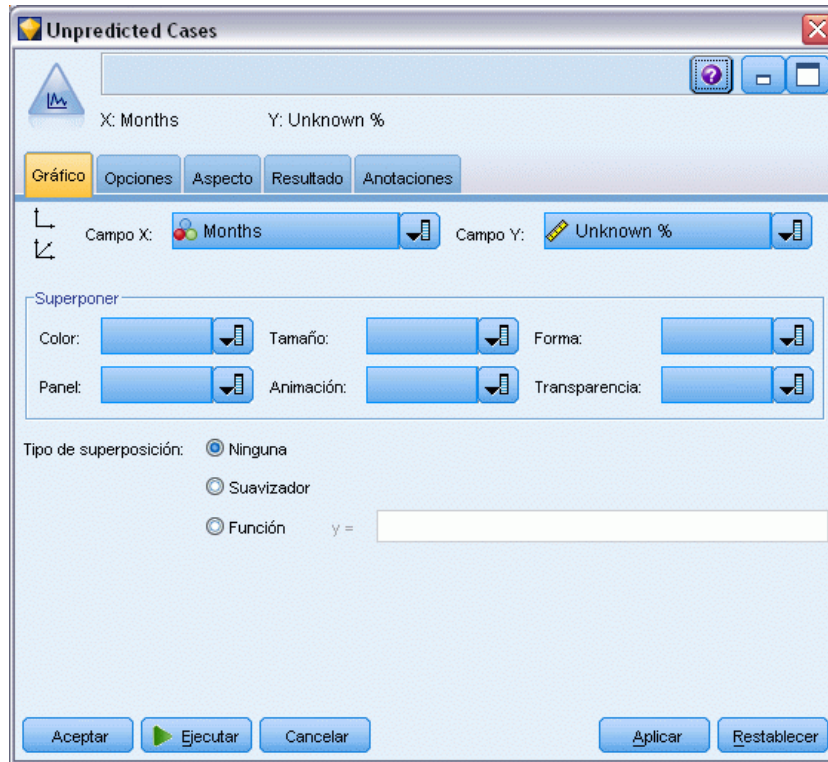 Unpredicted Cases
X: Months Y: Unknown %
Gráfico Opciones Aspecto Resultado Anotaciones
Campo X: Months Campo Y: Unknown %
Superponer
Color: Tamaño: Forma:
Panel: Animación: Transparencia:
Tipo de superposición: Ninguna
Suavizador
Función y =
Aceptar Ejecutar Cancelar Aplicar Restablecer